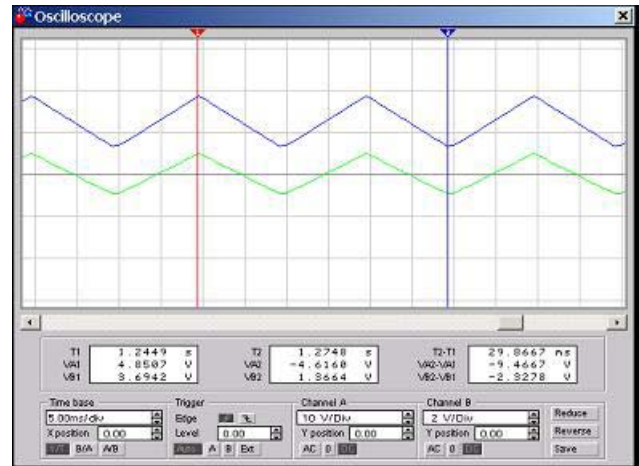 Oscilloscope
1 2
T1 1.2449 s T2 1.2748 s T2-T1 29.8667 ms
VA1 4.8507 V VA2 -4.6160 V VA2-VA1 -9.4667 V
VB1 3.6942 V VB2 1.3664 V VB2-VB1 -2.3278 V
Time base Trigger Channel A Channel B
5.00ms/div Edge 10 V/Div 2 V/Div Reduce
X position 0.00 Level 0.00 Y position 0.00 Y position 0.00 Reverse
Y/T B/A A/B Auto A B Ext AC 0 DC AC 0 DC Save